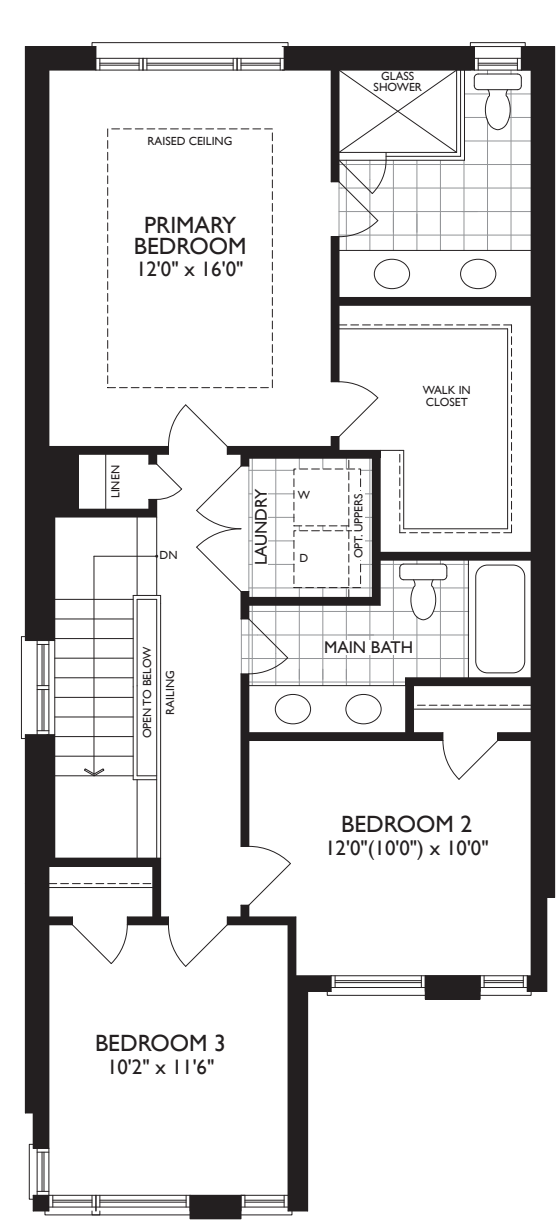 GLASS
SHOWER
RAISED CEILING
PRIMARY
BEDROOM
12'0" x 16'0"
WALK IN
CLOSET
LINEN
LAUNDRY
W
D
OPT. UPPERS
DN
OPEN TO BELOW
RAILING
MAIN BATH
BEDROOM 2
12'0"(10'0") x 10'0"
BEDROOM 3
10'2" x 11'6"